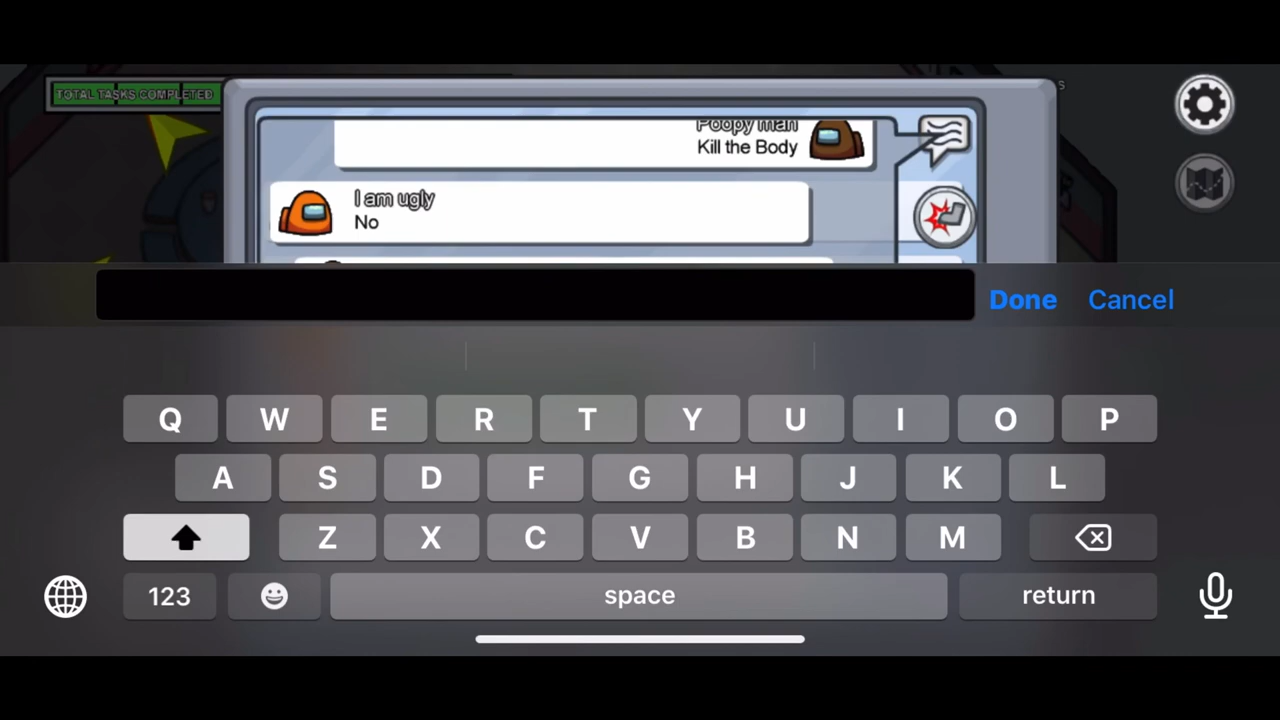 TOTAL TASKS COMPLETED
s
Poopy man
Kill the Body
I am ugly
No
Done Cancel
Q W E R T Y U I O P
A S D F G H J K L
Z X C V B N M
123 space return